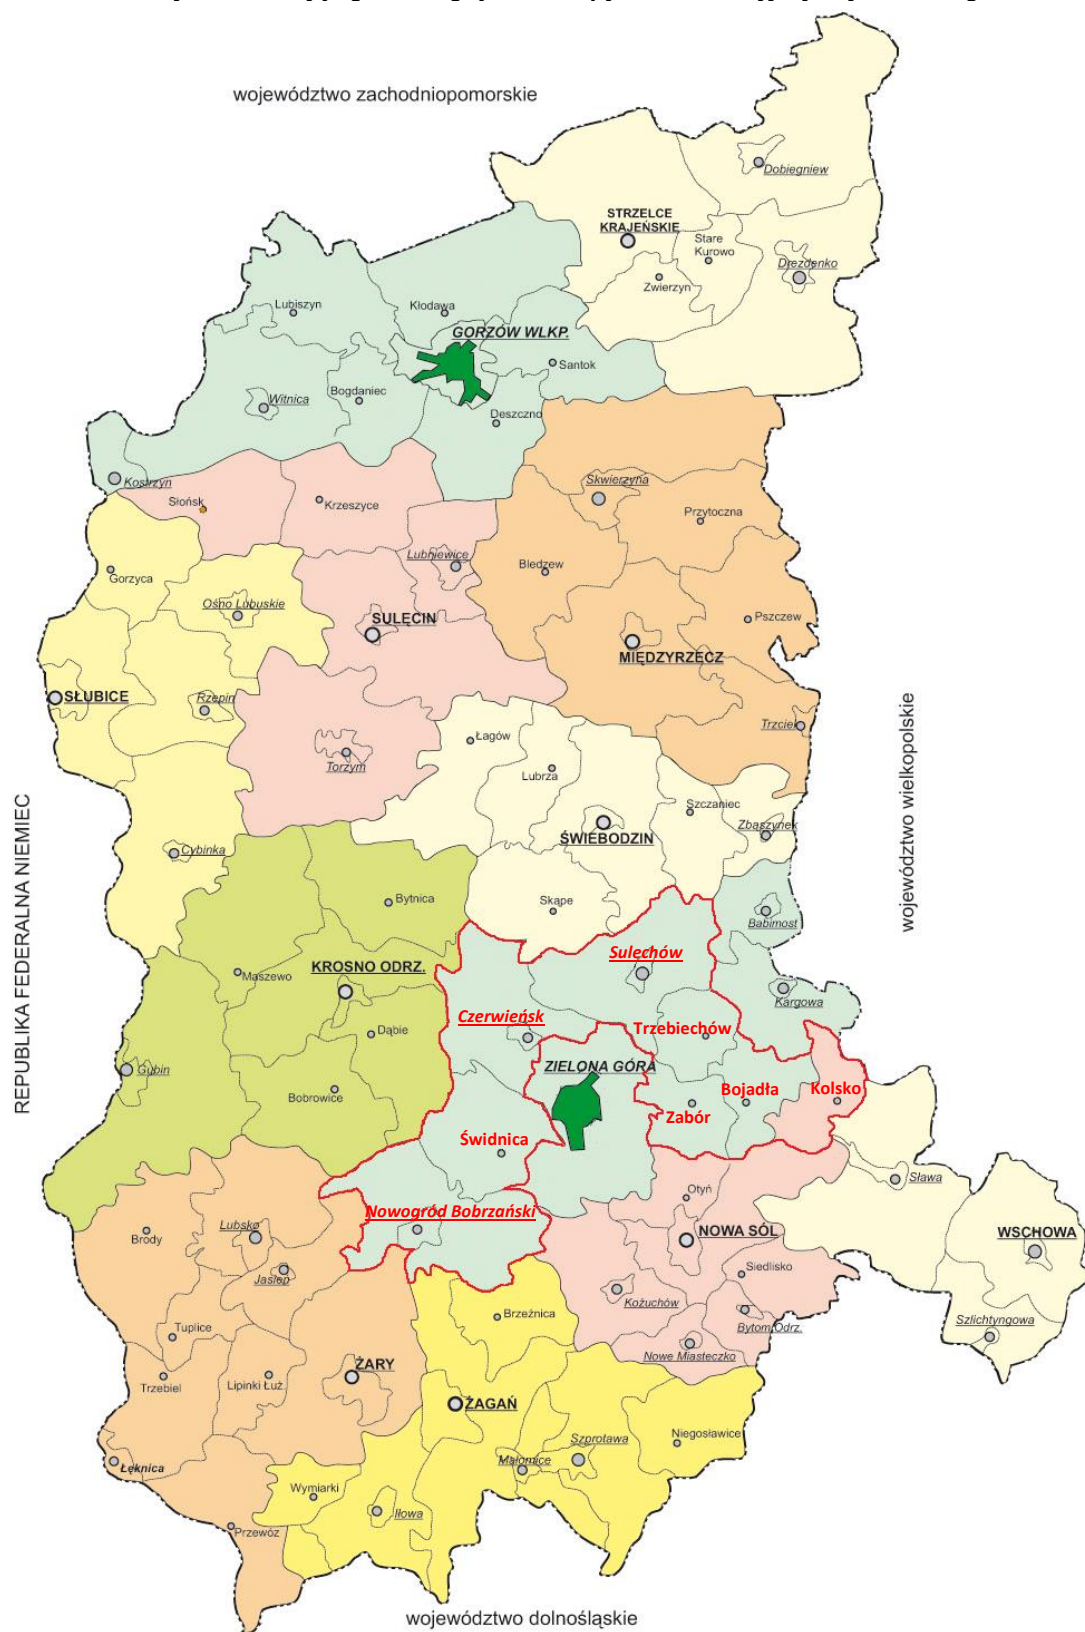 województwo zachodniopomorskie
Dobiegniew
STRZELCE
KRAJEŃSKIE
Stare
Kurowo
Drezdenko
Zwierzyn
Lubiszyn
Kłodawa
GORZÓW WLKP.
Santok
Witnica
Bogdaniec
Deszczno
Kostrzyn
Skwierzyna
Słońsk
Krzeszyce
Przytoczna
Lubniewice
Bledzew
Gorzyca
Ośno Lubuskie
SULĘCIN
Pszczew
MIĘDZYRZECZ
SŁUBICE
Rzepin
Trzciel
Torzym
Łagów
Lubrza
województwo wielkopolskie
Szczaniec
Zbąszynek
ŚWIEBODZIN
REPUBLIKA FEDERALNA NIEMIEC
Cybinka
Bytnica
Skąpe
Babimost
Sulechów
KROSNO ODRZ.
Maszewo
Kargowa
Czerwieńsk
Trzebiechów
Dąbie
ZIELONA GÓRA
Gubin
Bobrowice
Bojadła
Kolsko
Zabór
Świdnica
Sława
Otyń
Nowogród Bobrzański
Brody
Lubsko
NOWA SÓL
WSCHOWA
Jasień
Siedlisko
Kożuchów
Brzeźnica
Bytom Odrz.
Szlichtyngowa
Tuplice
Nowe Miasteczko
ŻARY
Trzebiel
Lipinki Łuż.
ŻAGAŃ
Niegosławice
Szprotawa
Małomice
Łęknica
Wymiarki
Iłowa
Przewóz
województwo dolnośląskie